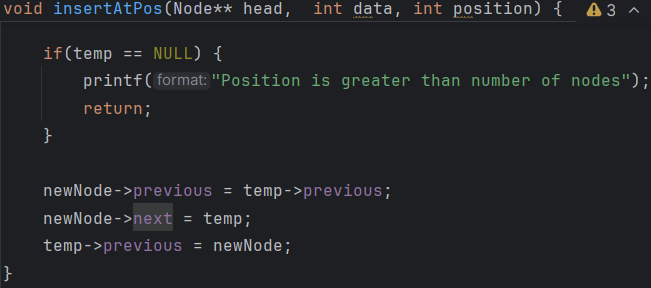 void insertAtPos(Node** head,  int data, int position) { 3
if(temp == NULL) {
printf(format:"Position is greater than number of nodes");
return;
}
newNode->previous = temp->previous;
newNode->next = temp;
temp->previous = newNode;
}